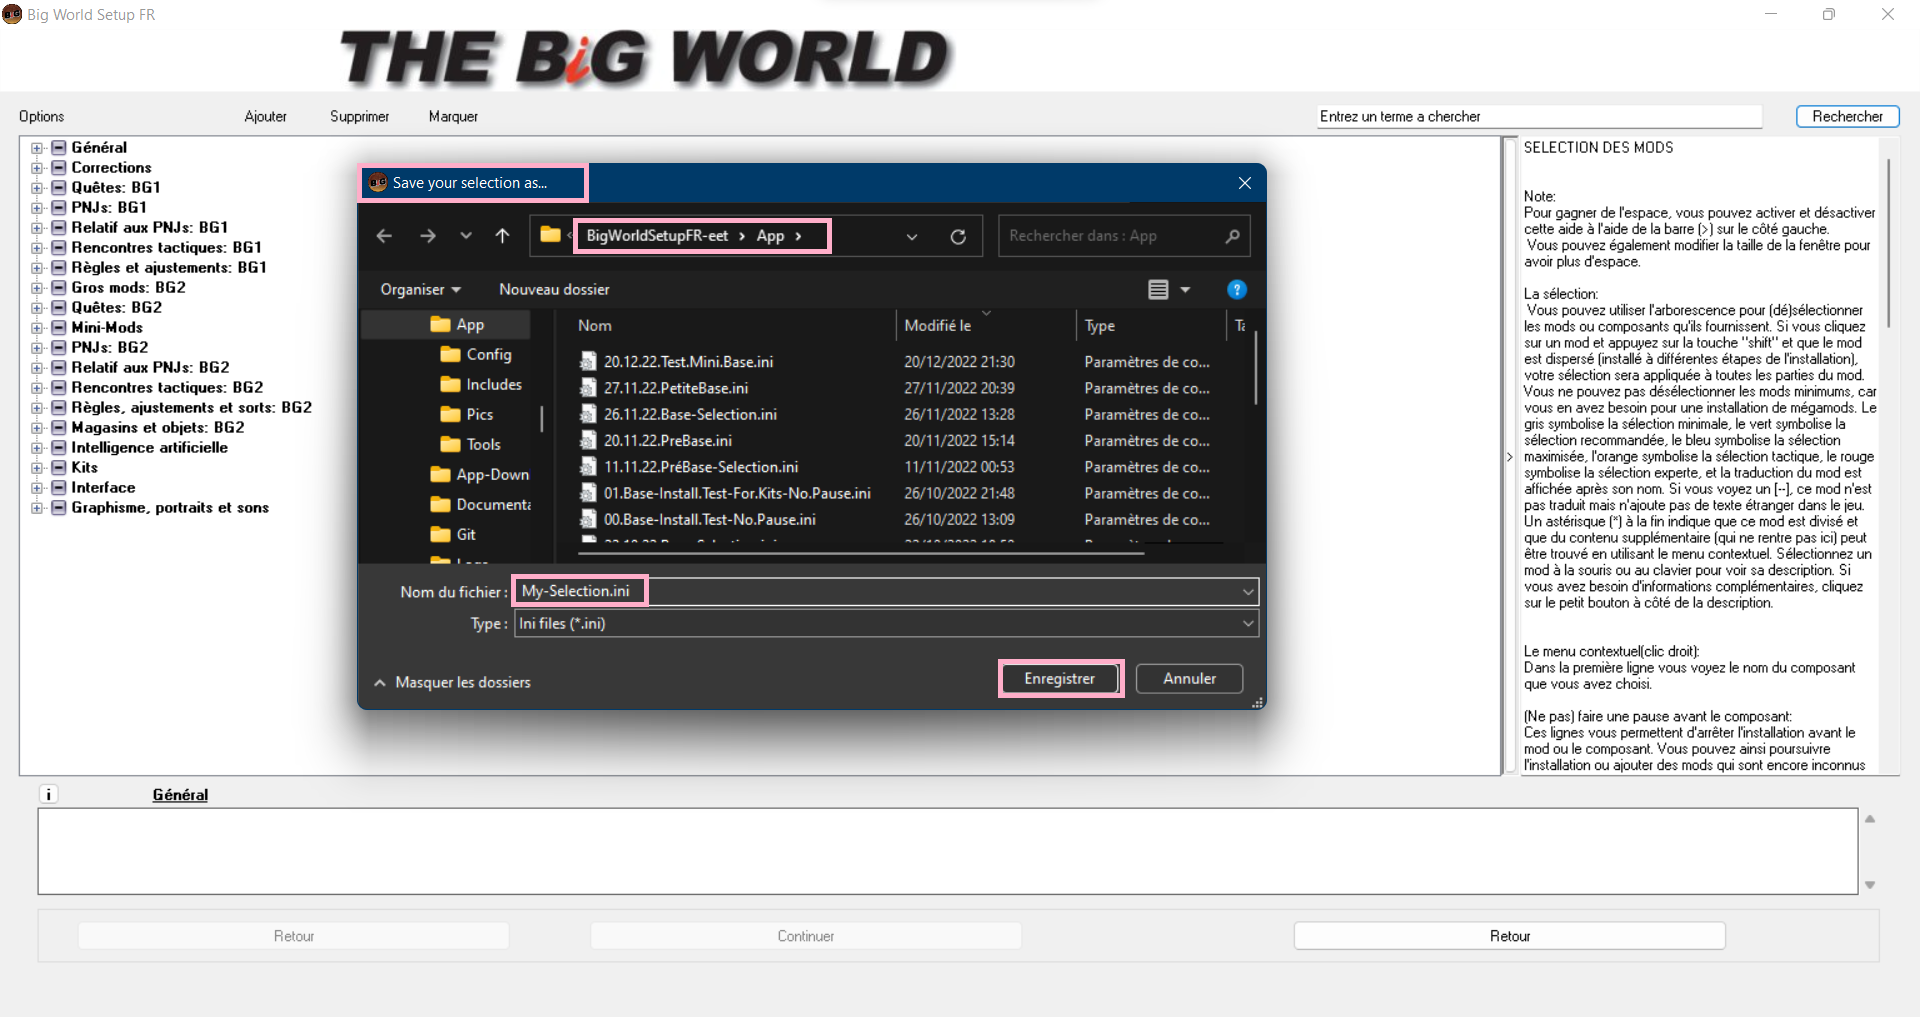 Big World Setup FR
THE BiG WORLD
Options Ajouter Supprimer Marquer Entrez un terme a chercher Rechercher
Général
Corrections
Quêtes: BG1
PNJs: BG1
Relatif aux PNJs: BG1
Rencontres tactiques: BG1
Règles et ajustements: BG1
Gros mods: BG2
Quêtes: BG2
Mini-Mods
PNJs: BG2
Relatif aux PNJs: BG2
Rencontres tactiques: BG2
Règles, ajustements et sorts: BG2
Magasins et objets: BG2
Intelligence artificielle
Kits
Interface
Graphisme, portraits et sons
BiG Save your selection as...
« BigWorldSetupFR-eet > App > Rechercher dans : App
Organiser Nouveau dossier ?
App
Config
Includes
Pics
Tools
App-Down
Documenta
Git
Nom Modifié le Type Ta
20.12.22.Test.Mini.Base.ini 20/12/2022 21:30 Paramètres de co...
27.11.22.PetiteBase.ini 27/11/2022 20:39 Paramètres de co...
26.11.22.Base-Selection.ini 26/11/2022 13:28 Paramètres de co...
20.11.22.PreBase.ini 20/11/2022 15:14 Paramètres de co...
11.11.22.PréBase-Selection.ini 11/11/2022 00:53 Paramètres de co...
01.Base-Install.Test-For.Kits-No.Pause.ini 26/10/2022 21:48 Paramètres de co...
00.Base-Install.Test-No.Pause.ini 26/10/2022 13:09 Paramètres de co...
Nom du fichier : My-Selection.ini
Type : Ini files (*.ini)
Masquer les dossiers Enregistrer Annuler
SELECTION DES MODS
Note:
Pour gagner de l'espace, vous pouvez activer et désactiver
cette aide à l'aide de la barre (>) sur le côté gauche.
Vous pouvez également modifier la taille de la fenêtre pour
avoir plus d'espace.
La sélection:
Vous pouvez utiliser l'arborescence pour (dé)sélectionner
les mods ou composants qu'ils fournissent. Si vous cliquez
sur un mod et appuyez sur la touche "shift" et que le mod
est dispersé (installé à différentes étapes de l'installation),
votre sélection sera appliquée à toutes les parties du mod.
Vous ne pouvez pas désélectionner les mods minimums, car
vous en avez besoin pour une installation de mégamods. Le
gris symbolise la sélection minimale, le vert symbolise la
sélection recommandée, le bleu symbolise la sélection
maximisée, l'orange symbolise la sélection tactique, le rouge
symbolise la sélection experte, et la traduction du mod est
affichée après son nom. Si vous voyez un [--], ce mod n'est
pas traduit mais n'ajoute pas de texte étranger dans le jeu.
Un astérisque (*) à la fin indique que ce mod est divisé et
que du contenu supplémentaire (qui ne rentre pas ici) peut
être trouvé en utilisant le menu contextuel. Sélectionnez un
mod à la souris ou au clavier pour voir sa description. Si
vous avez besoin d'informations complémentaires, cliquez
sur le petit bouton à côté de la description.
Le menu contextuel(clic droit):
Dans la première ligne vous voyez le nom du composant
que vous avez choisi.
(Ne pas) faire une pause avant le composant:
Ces lignes vous permettent d'arrêter l'installation avant le
mod ou le composant. Vous pouvez ainsi poursuivre
l'installation ou ajouter des mods qui sont encore inconnus
i Général
Retour Continuer Retour